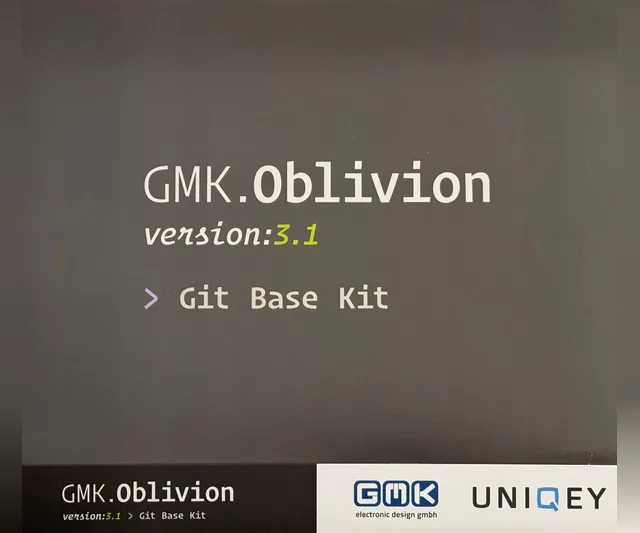 GMK.Oblivion
version:3.1
> Git Base Kit
GMK.Oblivion
version:3.1 > Git Base Kit
GMK
electronic design gmbh
UNIQEY